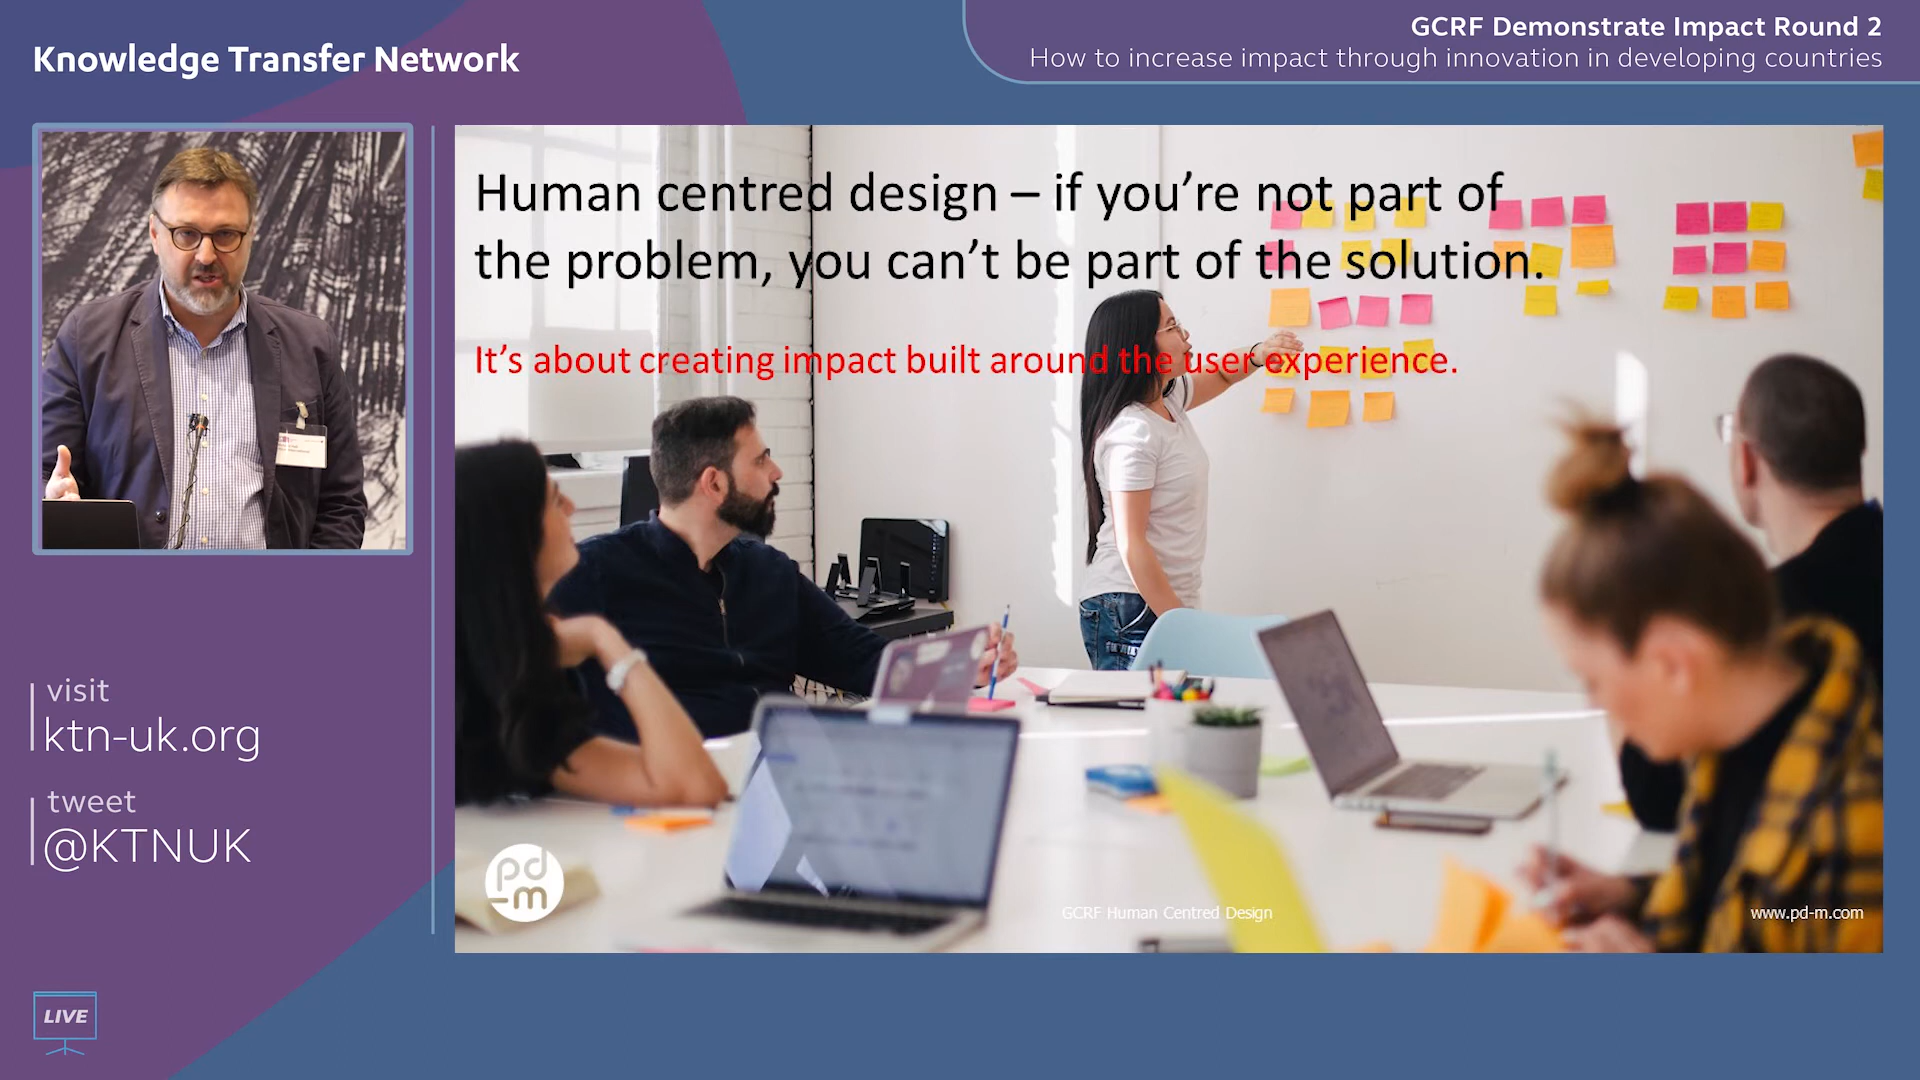 Knowledge Transfer Network
GCRF Demonstrate Impact Round 2
How to increase impact through innovation in developing countries
Human centred design – if you’re not part of
the problem, you can’t be part of the solution.
It’s about creating impact built around the user experience.
visit
ktn-uk.org
tweet
@KTNUK
LIVE
pd
-m
GCRF Human Centred Design
www.pd-m.com